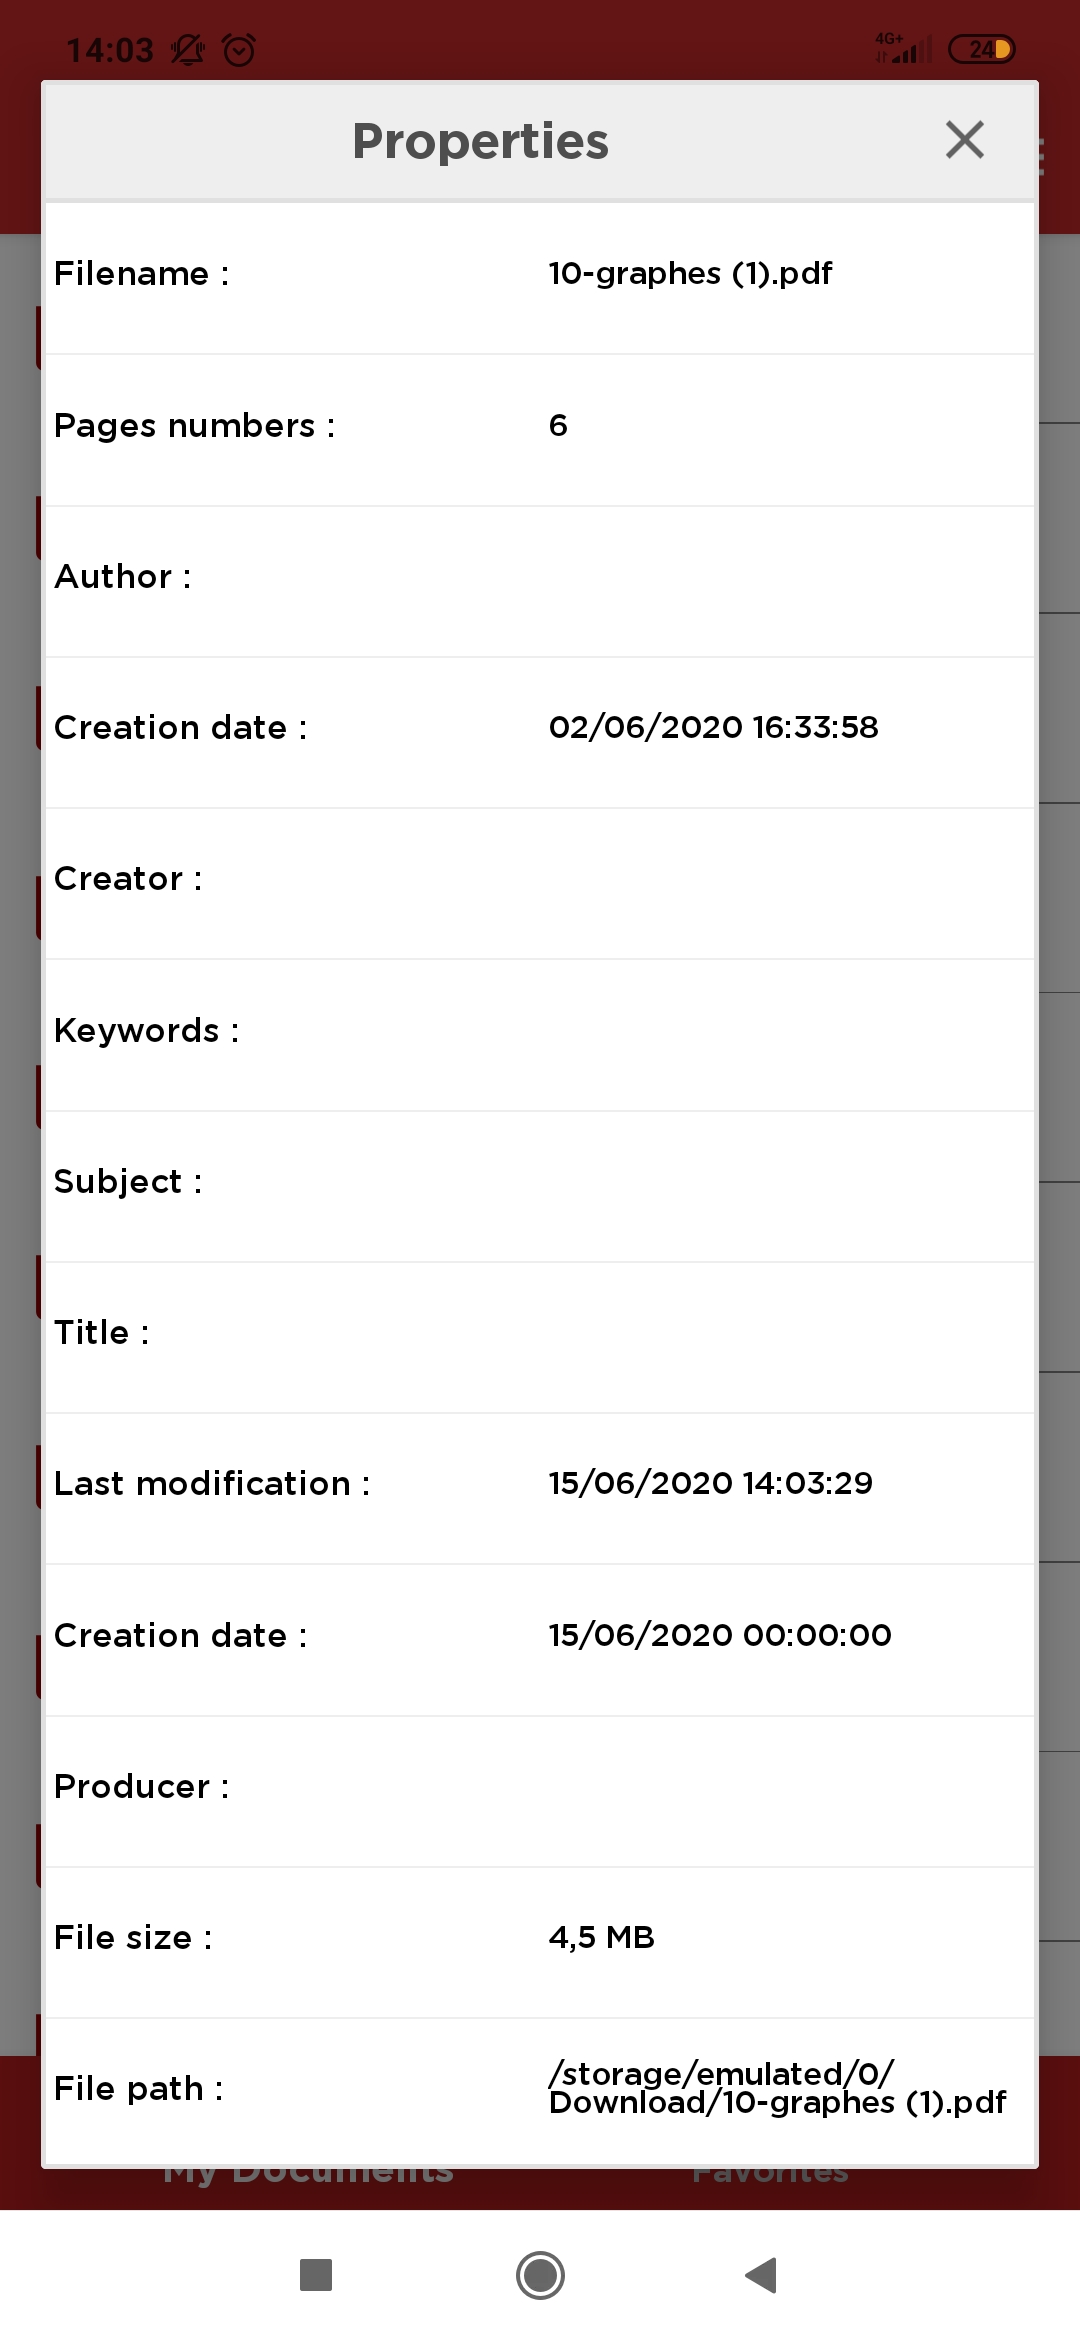 14:03
4G+
24
Properties
Filename :
10-graphes (1).pdf
Pages numbers :
6
Author :
Creation date :
02/06/2020 16:33:58
Creator :
Keywords :
Subject :
Title :
Last modification :
15/06/2020 14:03:29
Creation date :
15/06/2020 00:00:00
Producer :
File size :
4,5 MB
File path :
/storage/emulated/0/
Download/10-graphes (1).pdf
My Documents
Favorites